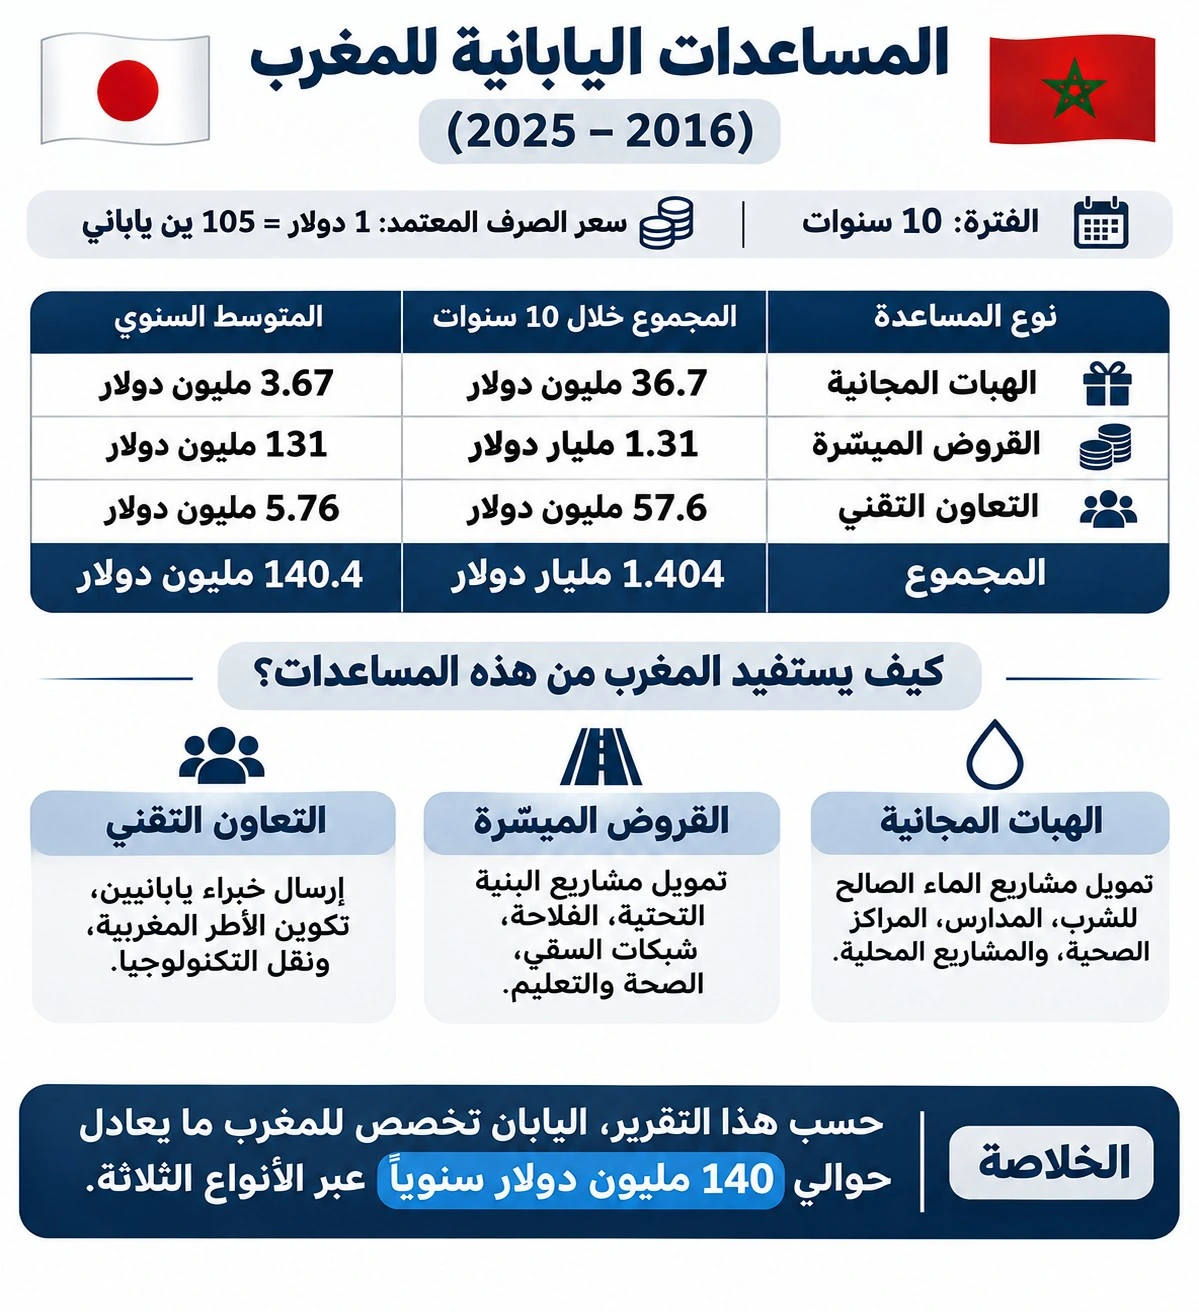 المساعدات اليابانية للمغرب
(2016 – 2025)
الفترة: 10 سنوات
سعر الصرف المعتمد: 1 دولار = 105 ين ياباني
نوع المساعدة | المجموع خلال 10 سنوات | المتوسط السنوي
الهبات المجانية | 36.7 مليون دولار | 3.67 مليون دولار
القروض الميسّرة | 1.31 مليار دولار | 131 مليون دولار
التعاون التقني | 57.6 مليون دولار | 5.76 مليون دولار
المجموع | 1.404 مليار دولار | 140.4 مليون دولار
كيف يستفيد المغرب من هذه المساعدات؟
الهبات المجانية
تمويل مشاريع الماء الصالح
للشرب، المدارس، المراكز
الصحية، والمشاريع المحلية.
القروض الميسّرة
تمويل مشاريع البنية
التحتية، الفلاحة،
شبكات السقي،
الصحة والتعليم.
التعاون التقني
إرسال خبراء يابانيين،
تكوين الأطر المغربية،
ونقل التكنولوجيا.
الخلاصة
حسب هذا التقرير، اليابان تخصص للمغرب ما يعادل
حوالي 140 مليون دولار سنوياً عبر الأنواع الثلاثة.